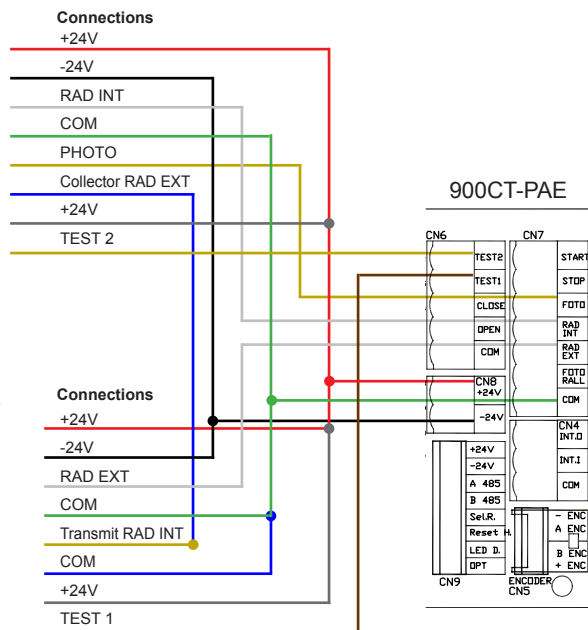 Connections
+24V
-24V
RAD INT
COM
PHOTO
Collector RAD EXT
+24V
TEST 2
Connections
+24V
-24V
RAD EXT
COM
Transmit RAD INT
COM
+24V
TEST 1
900CT-PAE
CN6
TEST2
TEST1
CLOSE
OPEN
COM
CN8
+24V
-24V
+24V
-24V
A 485
B 485
Sel.R.
Reset H.
LED D.
OPT
CN9
CN7
START
STOP
FOTO
RAD
INT
RAD
EXT
FOTO
RALL
COM
CN4
INT.O
INT.I
COM
- ENC
A ENC
B ENC
+ ENC
ENCODER
CN5